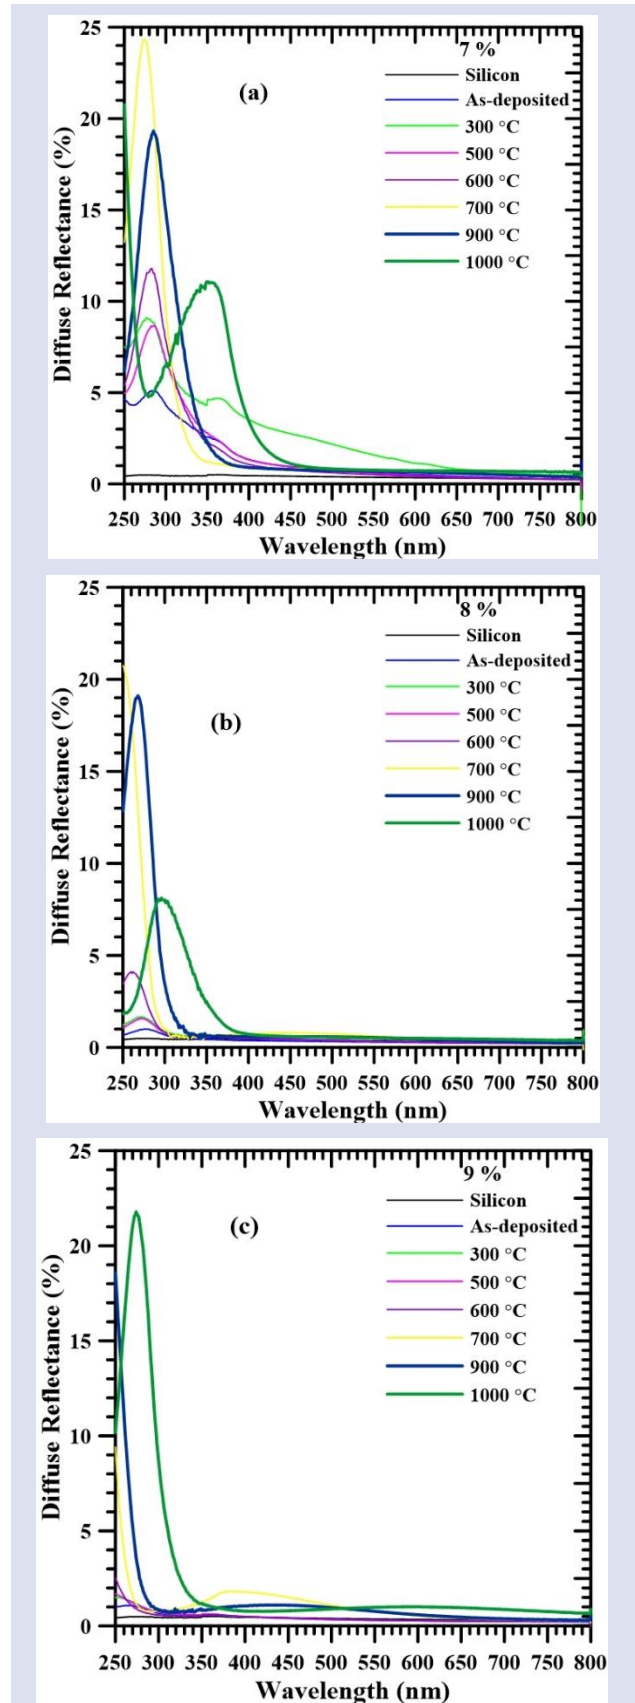 25
20
15
10
5
0
Diffuse Reflectance (%)
(a)
7 %
Silicon
As-deposited
300 °C
500 °C
600 °C
700 °C
900 °C
1000 °C
250 300 350 400 450 500 550 600 650 700 750 800
Wavelength (nm)
25
20
15
10
5
0
Diffuse Reflectance (%)
(b)
8 %
Silicon
As-deposited
300 °C
500 °C
600 °C
700 °C
900 °C
1000 °C
250 300 350 400 450 500 550 600 650 700 750 800
Wavelength (nm)
25
20
15
10
5
0
Diffuse Reflectance (%)
(c)
9 %
Silicon
As-deposited
300 °C
500 °C
600 °C
700 °C
900 °C
1000 °C
250 300 350 400 450 500 550 600 650 700 750 800
Wavelength (nm)